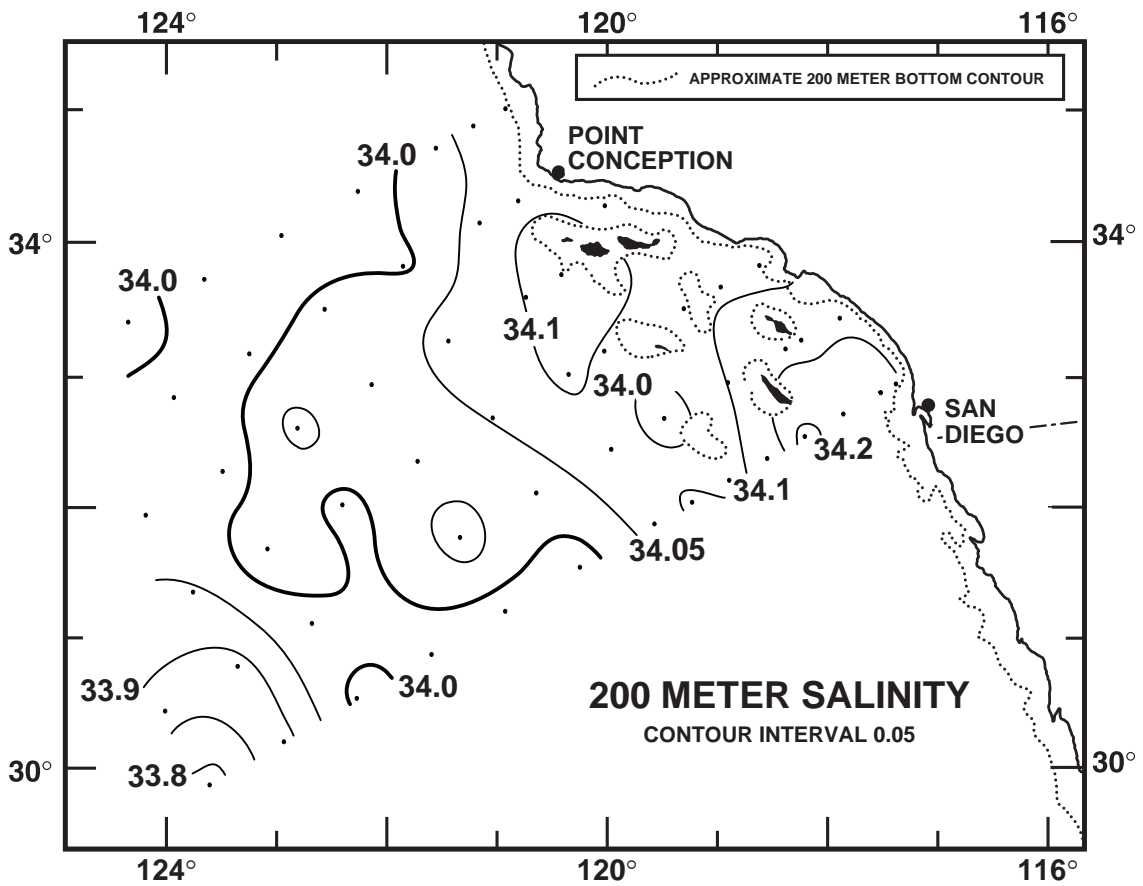 124° 120° 116°
APPROXIMATE 200 METER BOTTOM CONTOUR
POINT
CONCEPTION
34.0
34° 34°
34.0
34.1
34.0
SAN
DIEGO
34.2
34.1
34.05
33.9
34.0
200 METER SALINITY
CONTOUR INTERVAL 0.05
33.8
30° 30°
124° 120° 116°